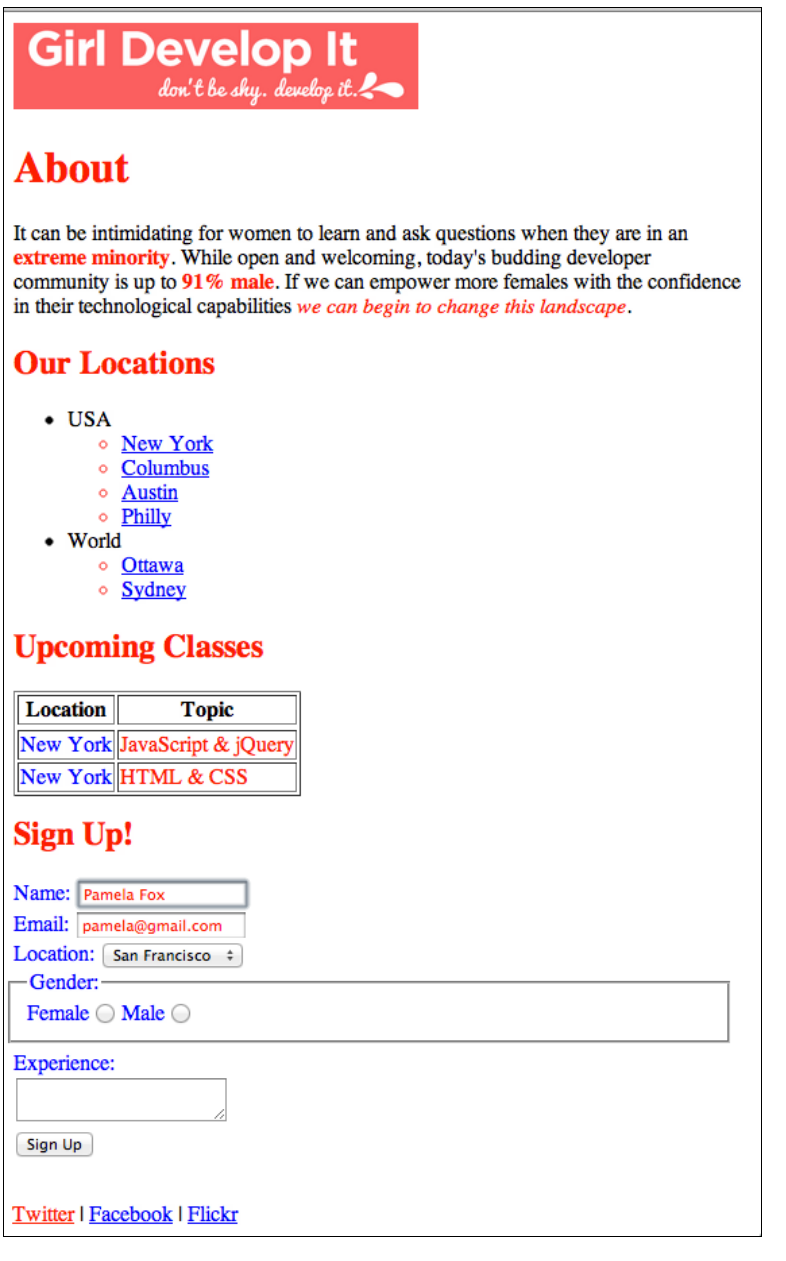 Girl Develop It
don't be shy. develop it.
About
It can be intimidating for women to learn and ask questions when they are in an
extreme minority. While open and welcoming, today's budding developer
community is up to 91% male. If we can empower more females with the confidence
in their technological capabilities we can begin to change this landscape.
Our Locations
USA
New York
Columbus
Austin
Philly
World
Ottawa
Sydney
Upcoming Classes
Location Topic
New York JavaScript & jQuery
New York HTML & CSS
Sign Up!
Name: Pamela Fox
Email: pamela@gmail.com
Location: San Francisco
Gender:
Female Male
Experience:
Sign Up
Twitter | Facebook | Flickr